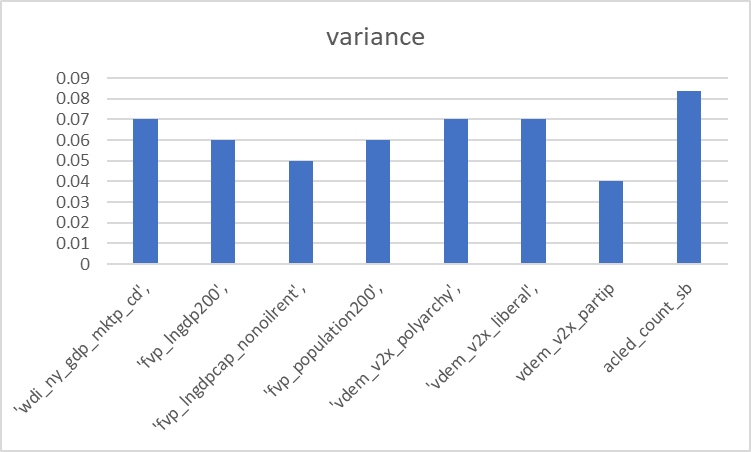 variance
0.09
0.08
0.07
0.06
0.05
0.04
0.03
0.02
0.01
0
'wdi_ny_gdp_mktp_cd',
'fvp_lngdp200',
'fvp_lngdpcap_nonoilrent',
'fvp_population200',
'vdem_v2x_polyarchy',
'vdem_v2x_liberal',
vdem_v2x_partip
acled_count_sb